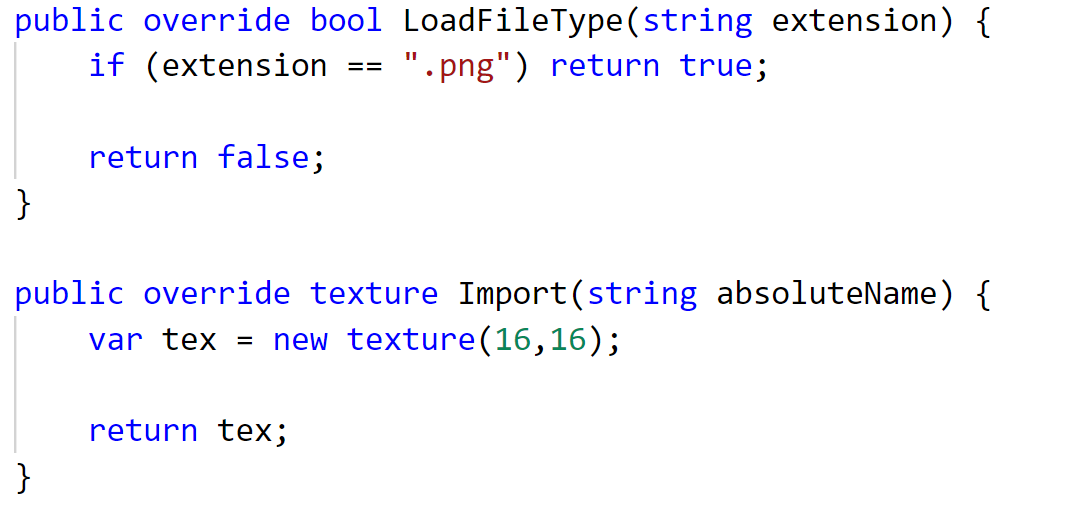 public override bool LoadFileType(string extension) {
    if (extension == ".png") return true;

    return false;
}

public override texture Import(string absoluteName) {
    var tex = new texture(16,16);

    return tex;
}